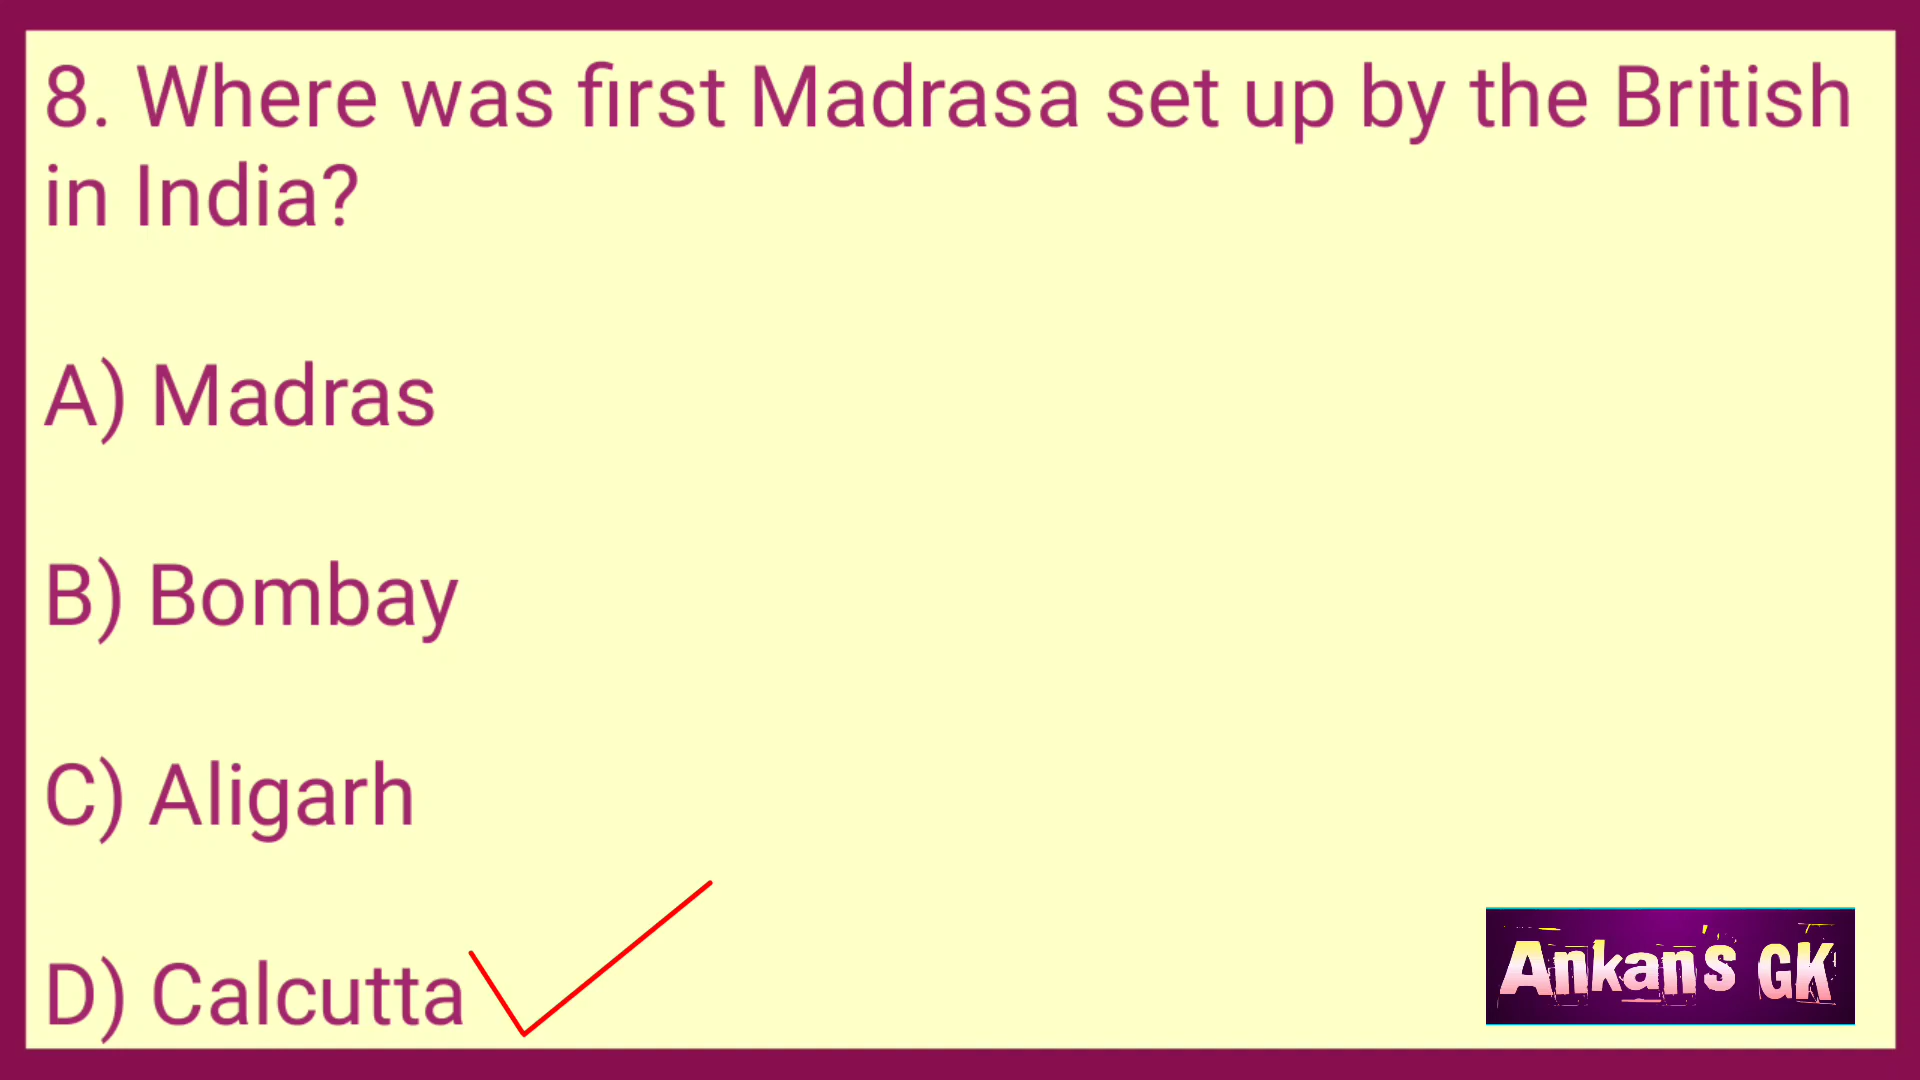 8. Where was first Madrasa set up by the British
in India?
A) Madras
B) Bombay
C) Aligarh
D) Calcutta
Ankan's GK